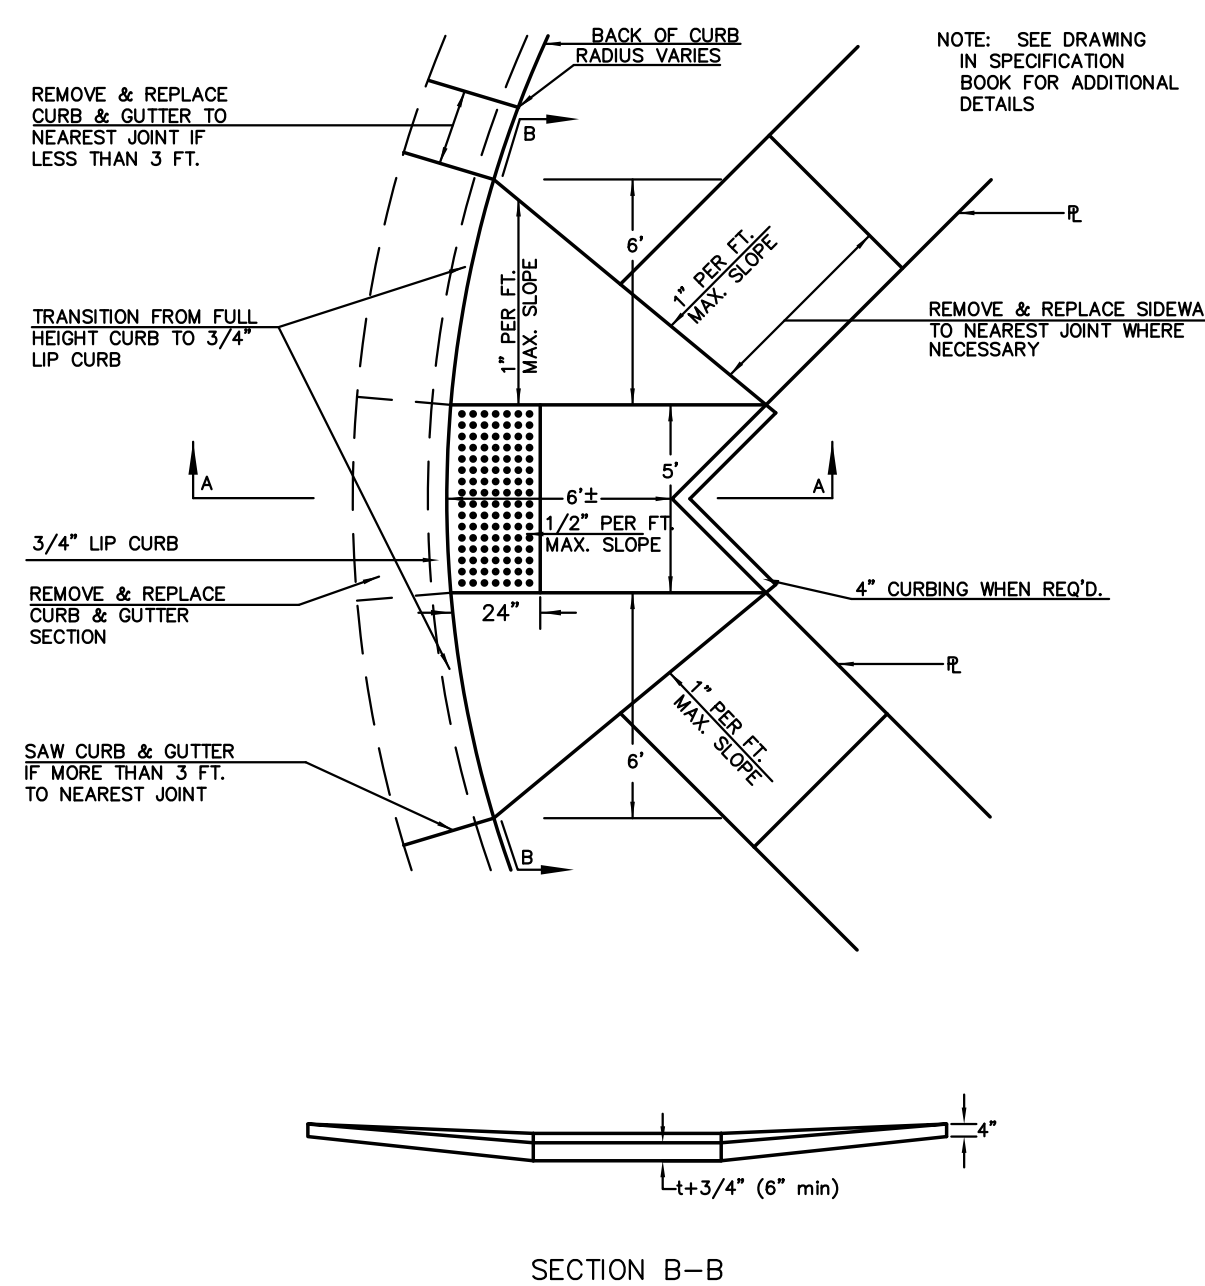 BACK OF CURB
RADIUS VARIES
NOTE: SEE DRAWING
IN SPECIFICATION
BOOK FOR ADDITIONAL
DETAILS
REMOVE & REPLACE
CURB & GUTTER TO
NEAREST JOINT IF
LESS THAN 3 FT.
B
PL
6'
1" PER FT.
MAX. SLOPE
1" PER FT.
MAX. SLOPE
TRANSITION FROM FULL
HEIGHT CURB TO 3/4"
LIP CURB
REMOVE & REPLACE SIDEWA
TO NEAREST JOINT WHERE
NECESSARY
A
5'
A
6'±
1/2" PER FT.
MAX. SLOPE
3/4" LIP CURB
REMOVE & REPLACE
CURB & GUTTER
SECTION
24"
4" CURBING WHEN REQ'D.
PL
1" PER FT.
MAX. SLOPE
SAW CURB & GUTTER
IF MORE THAN 3 FT.
TO NEAREST JOINT
6'
B
4"
t+3/4" (6" min)
SECTION B-B